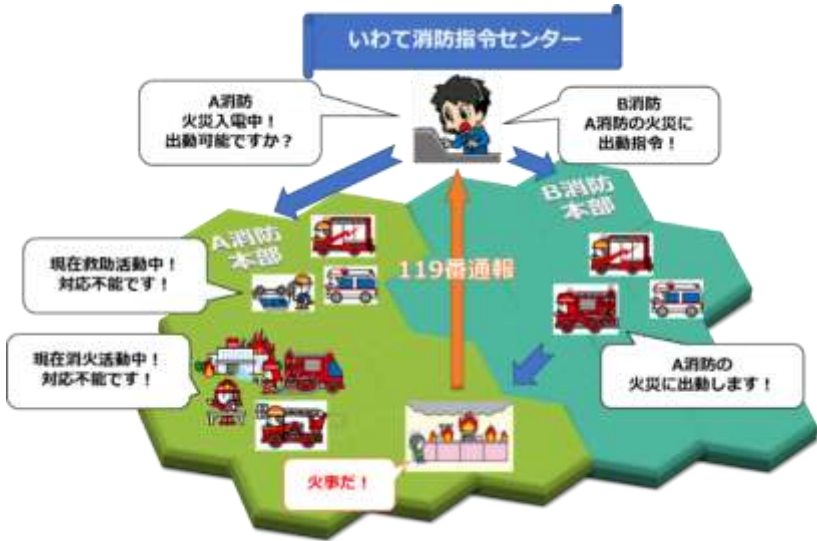 いわて消防指令センター
A消防
火災入電中！
出動可能ですか？
B消防
A消防の火災に
出動指令！
A消防
本部
B消防
本部
現在救助活動中！
対応不能です！
119番通報
現在消火活動中！
対応不能です！
A消防の
火災に出動します！
火事だ！